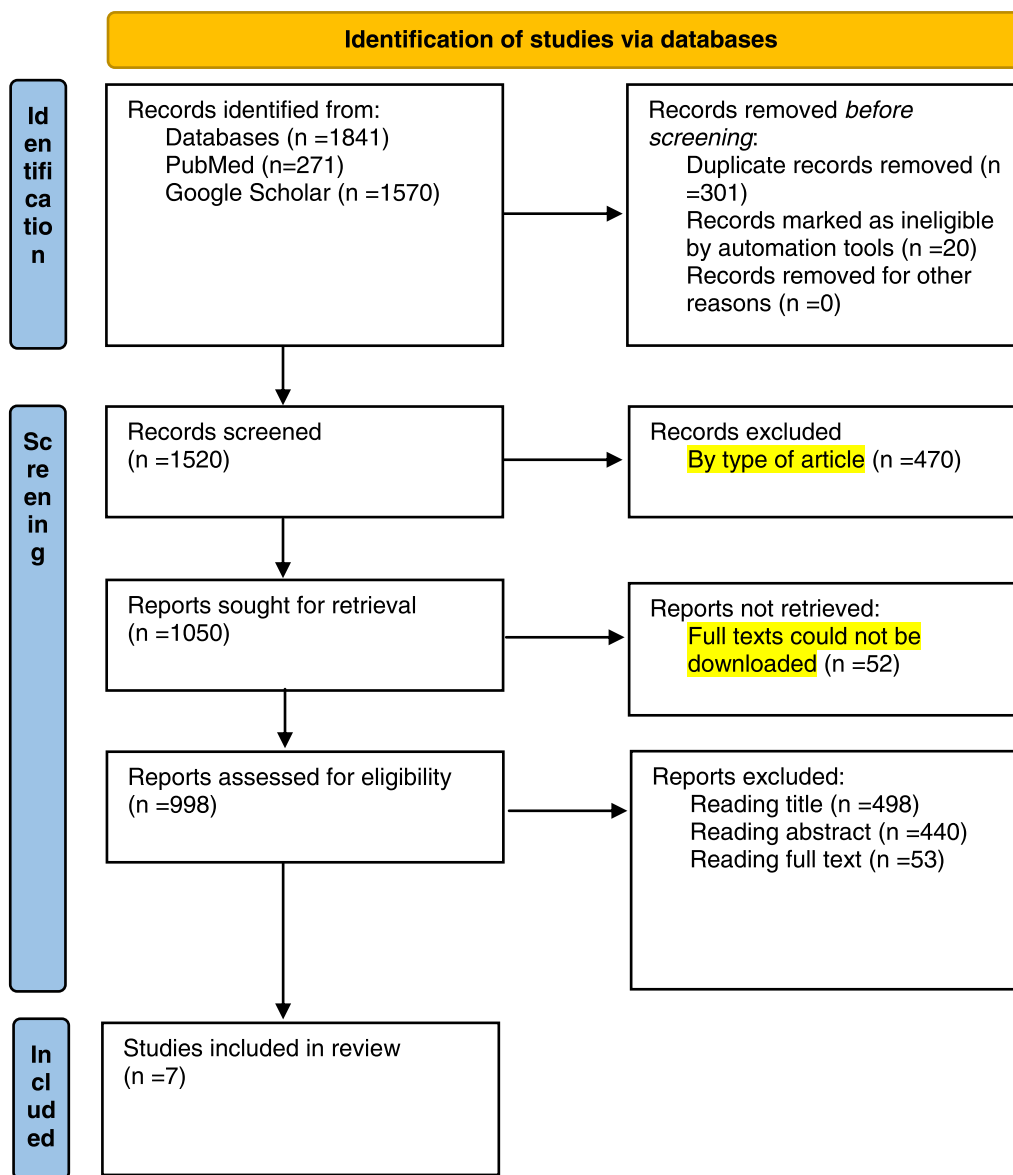 Identification of studies via databases
Id
en
tifi
ca
tio
n
Records identified from:
Databases (n =1841)
PubMed (n=271)
Google Scholar (n =1570)
Records removed before
screening:
Duplicate records removed (n
=301)
Records marked as ineligible
by automation tools (n =20)
Records removed for other
reasons (n =0)
Sc
re
en
in
g
Records screened
(n =1520)
Records excluded
By type of article (n =470)
Reports sought for retrieval
(n =1050)
Reports not retrieved:
Full texts could not be
downloaded (n =52)
Reports assessed for eligibility
(n =998)
Reports excluded:
Reading title (n =498)
Reading abstract (n =440)
Reading full text (n =53)
In
cl
ud
ed
Studies included in review
(n =7)